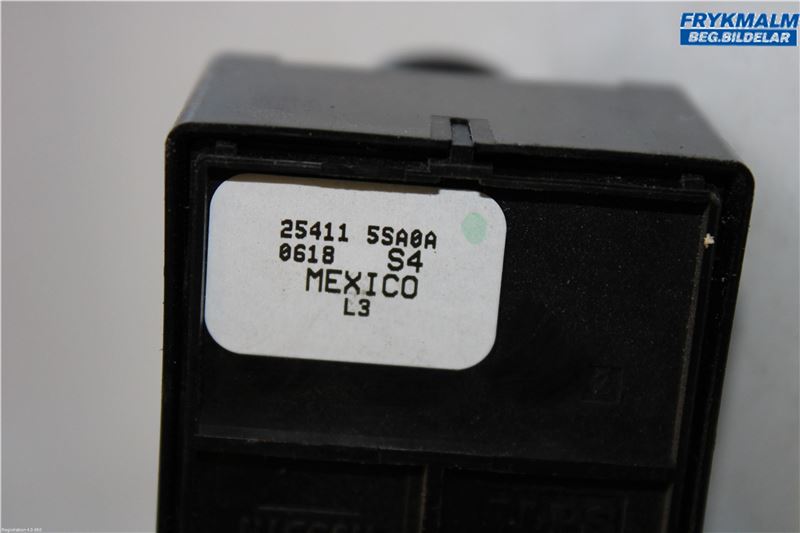 FRYKMALM
BEG.BILDELAR
25411 5SA0A
0618 S4
MEXICO
L3